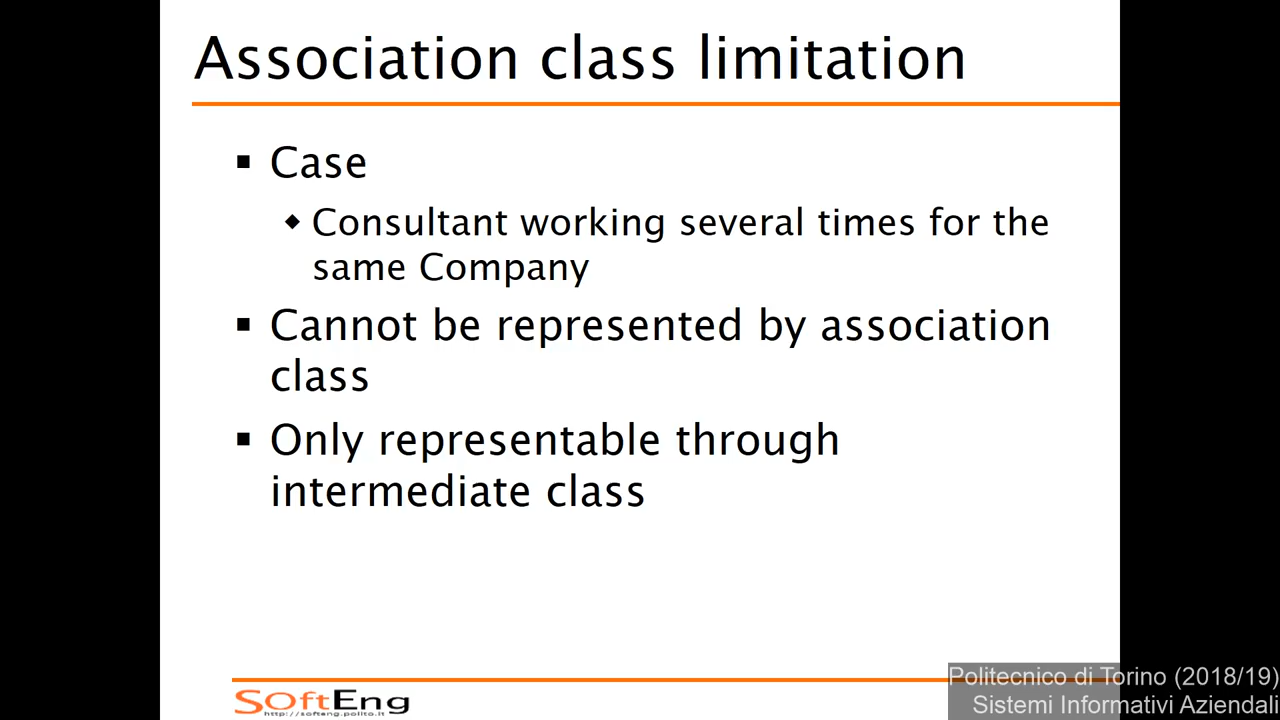 Association class limitation
Case
Consultant working several times for the
same Company
Cannot be represented by association
class
Only representable through
intermediate class
SoftEng
http://softeng.polito.it
Politecnico di Torino (2018/19)
Sistemi Informativi Aziendali